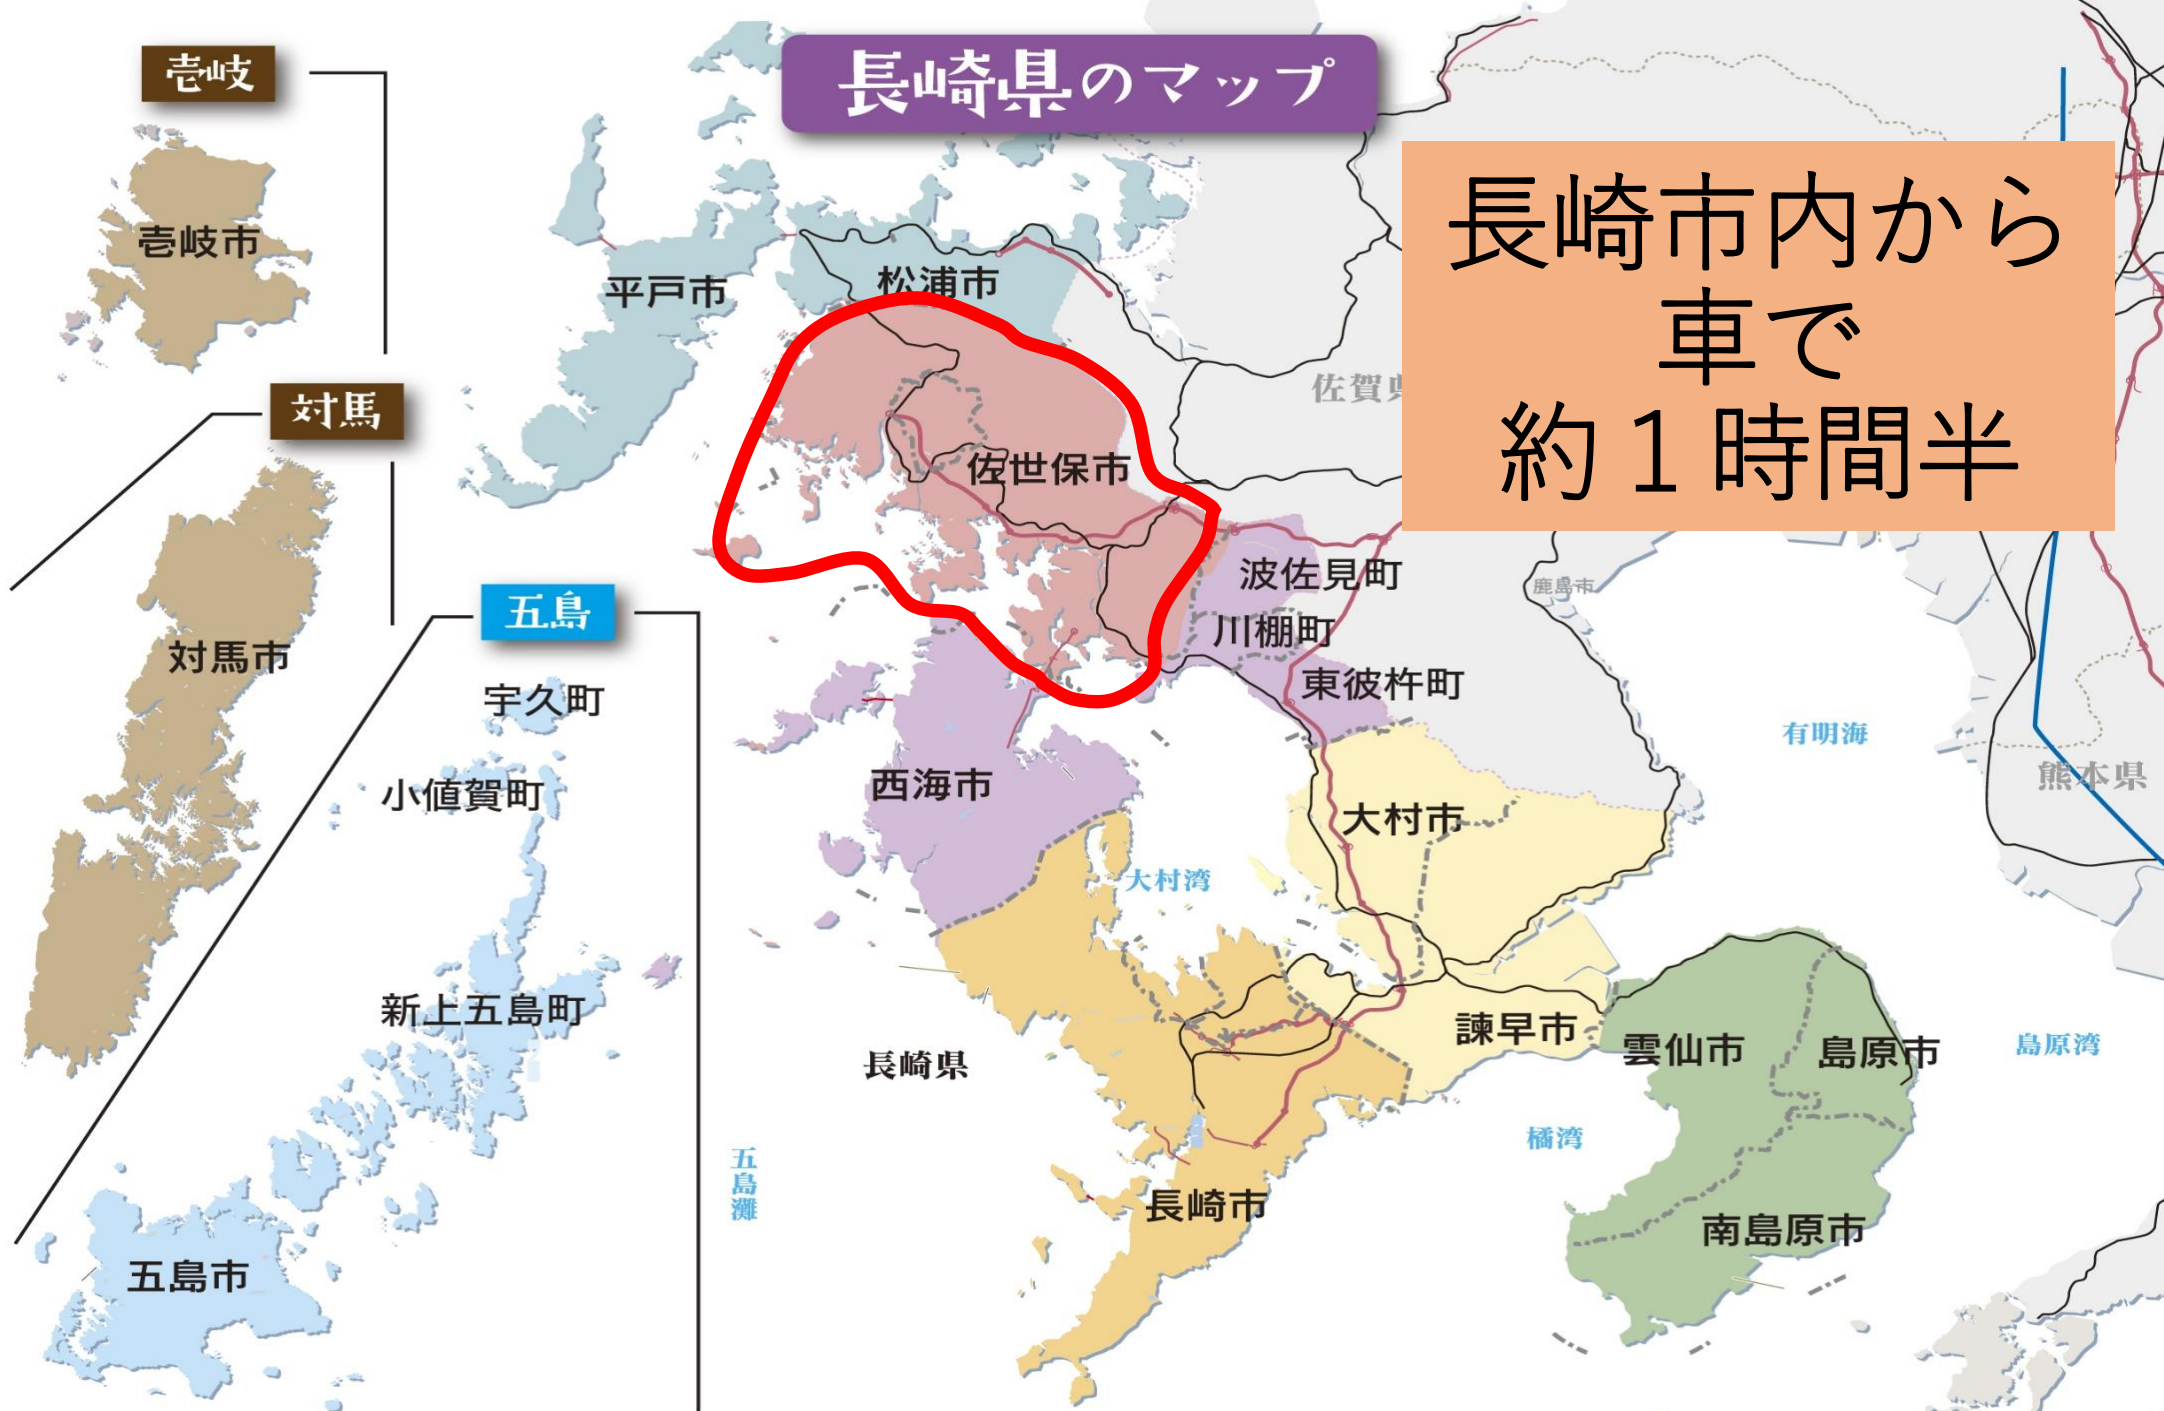 長崎県のマップ
長崎市内から
車で
約１時間半
壱岐
壱岐市
対馬
対馬市
五島
宇久町
小値賀町
新上五島町
五島市
平戸市
松浦市
佐世保市
佐賀県
波佐見町
川棚町
東彼杵町
鹿島市
西海市
大村市
大村湾
有明海
熊本県
長崎県
諫早市
雲仙市
島原市
島原湾
五島灘
橘湾
長崎市
南島原市